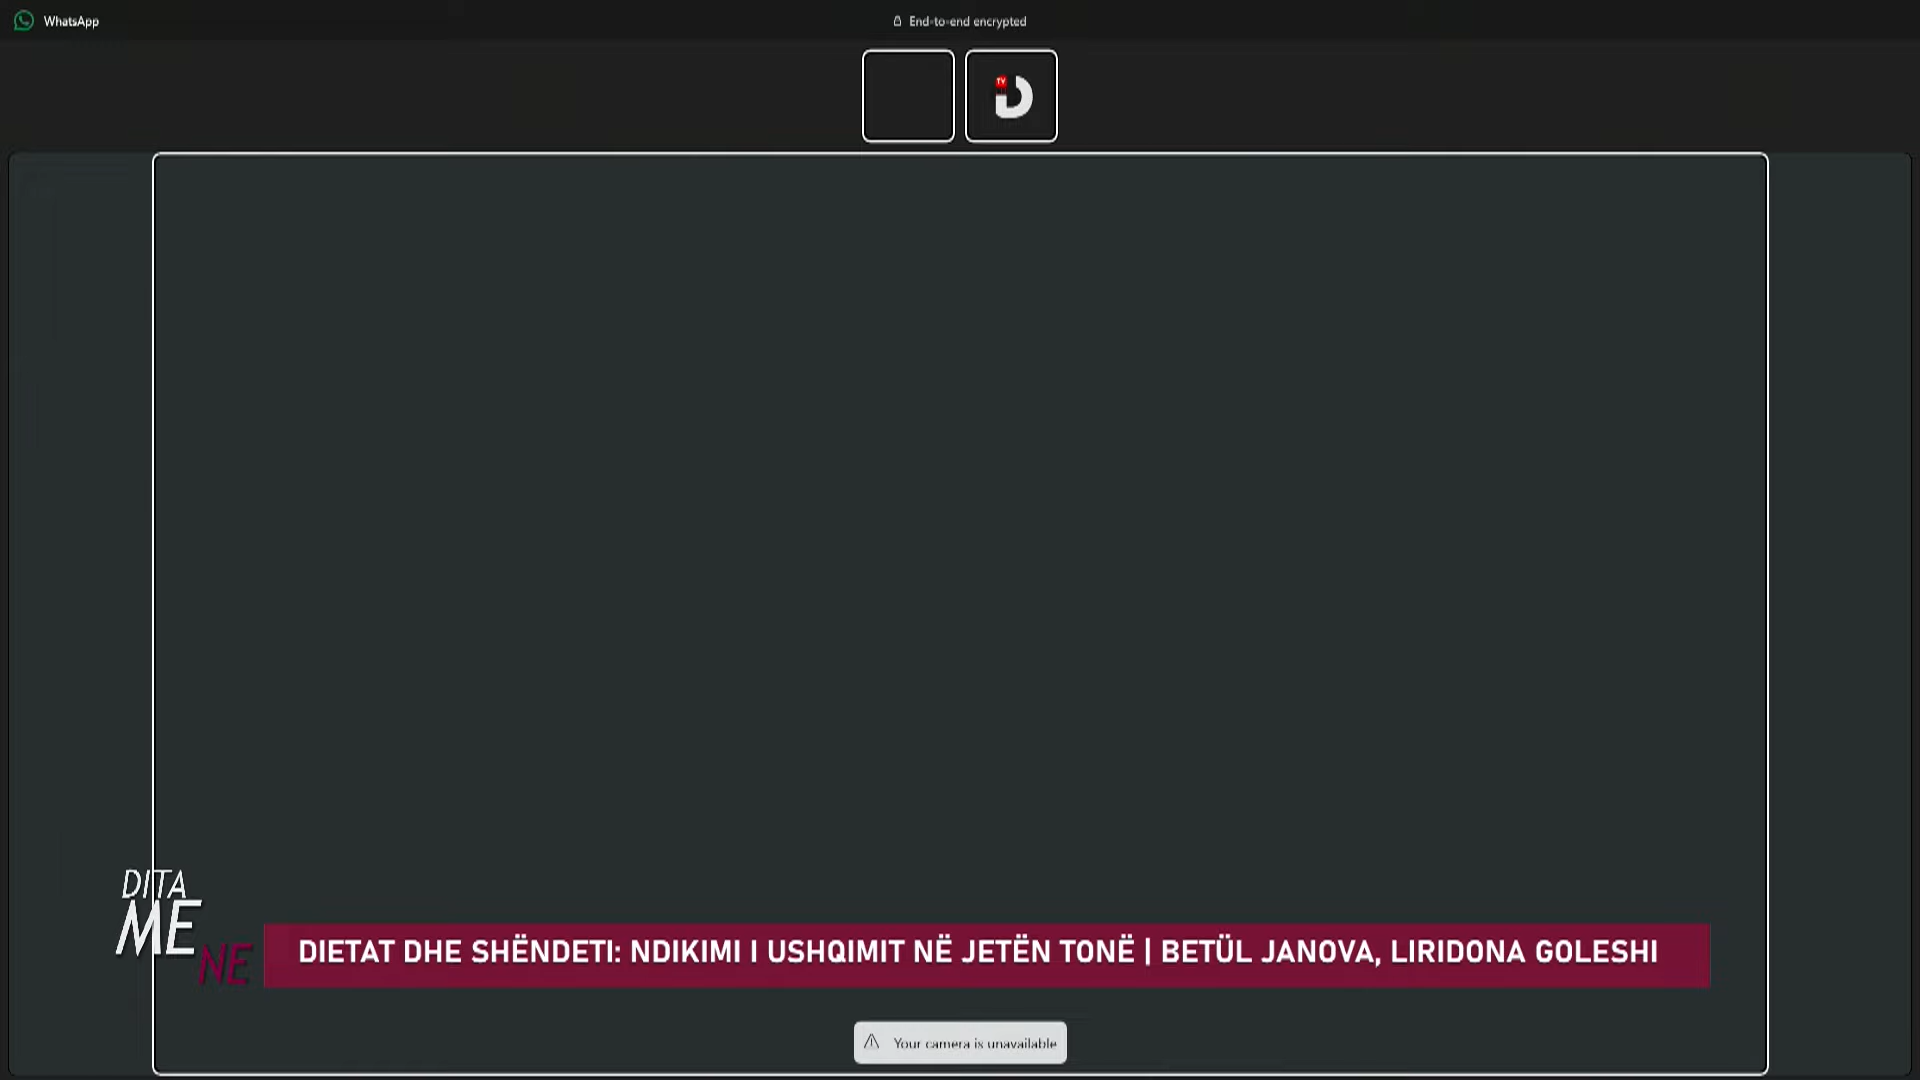 WhatsApp
End-to-end encrypted
TV
DITA
ME
NE
DIETAT DHE SHËNDETI: NDIKIMI I USHQIMIT NË JETËN TONË | BETÜL JANOVA, LIRIDONA GOLESHI
Your camera is unavailable